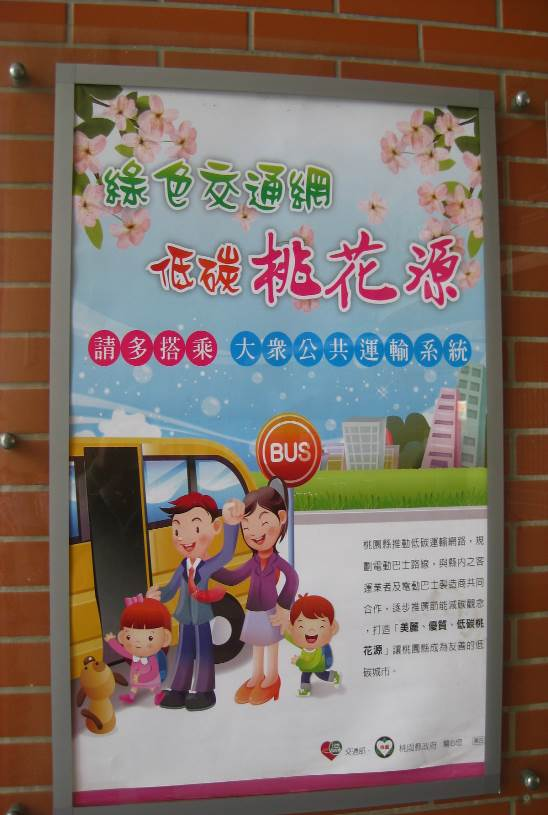 綠色交通網
低碳桃花源
請多搭乘 大眾公共運輸系統
BUS
桃園縣推動低碳運輸網路，規
劃電動巴士路線，與縣內之客
運業者及電動巴士製造商共同
合作，逐步推廣節能減碳觀念
，打造「美麗、優質、低碳桃
花源」讓桃園縣成為友善的低
碳城市。
交通部、桃園縣政府 關心您